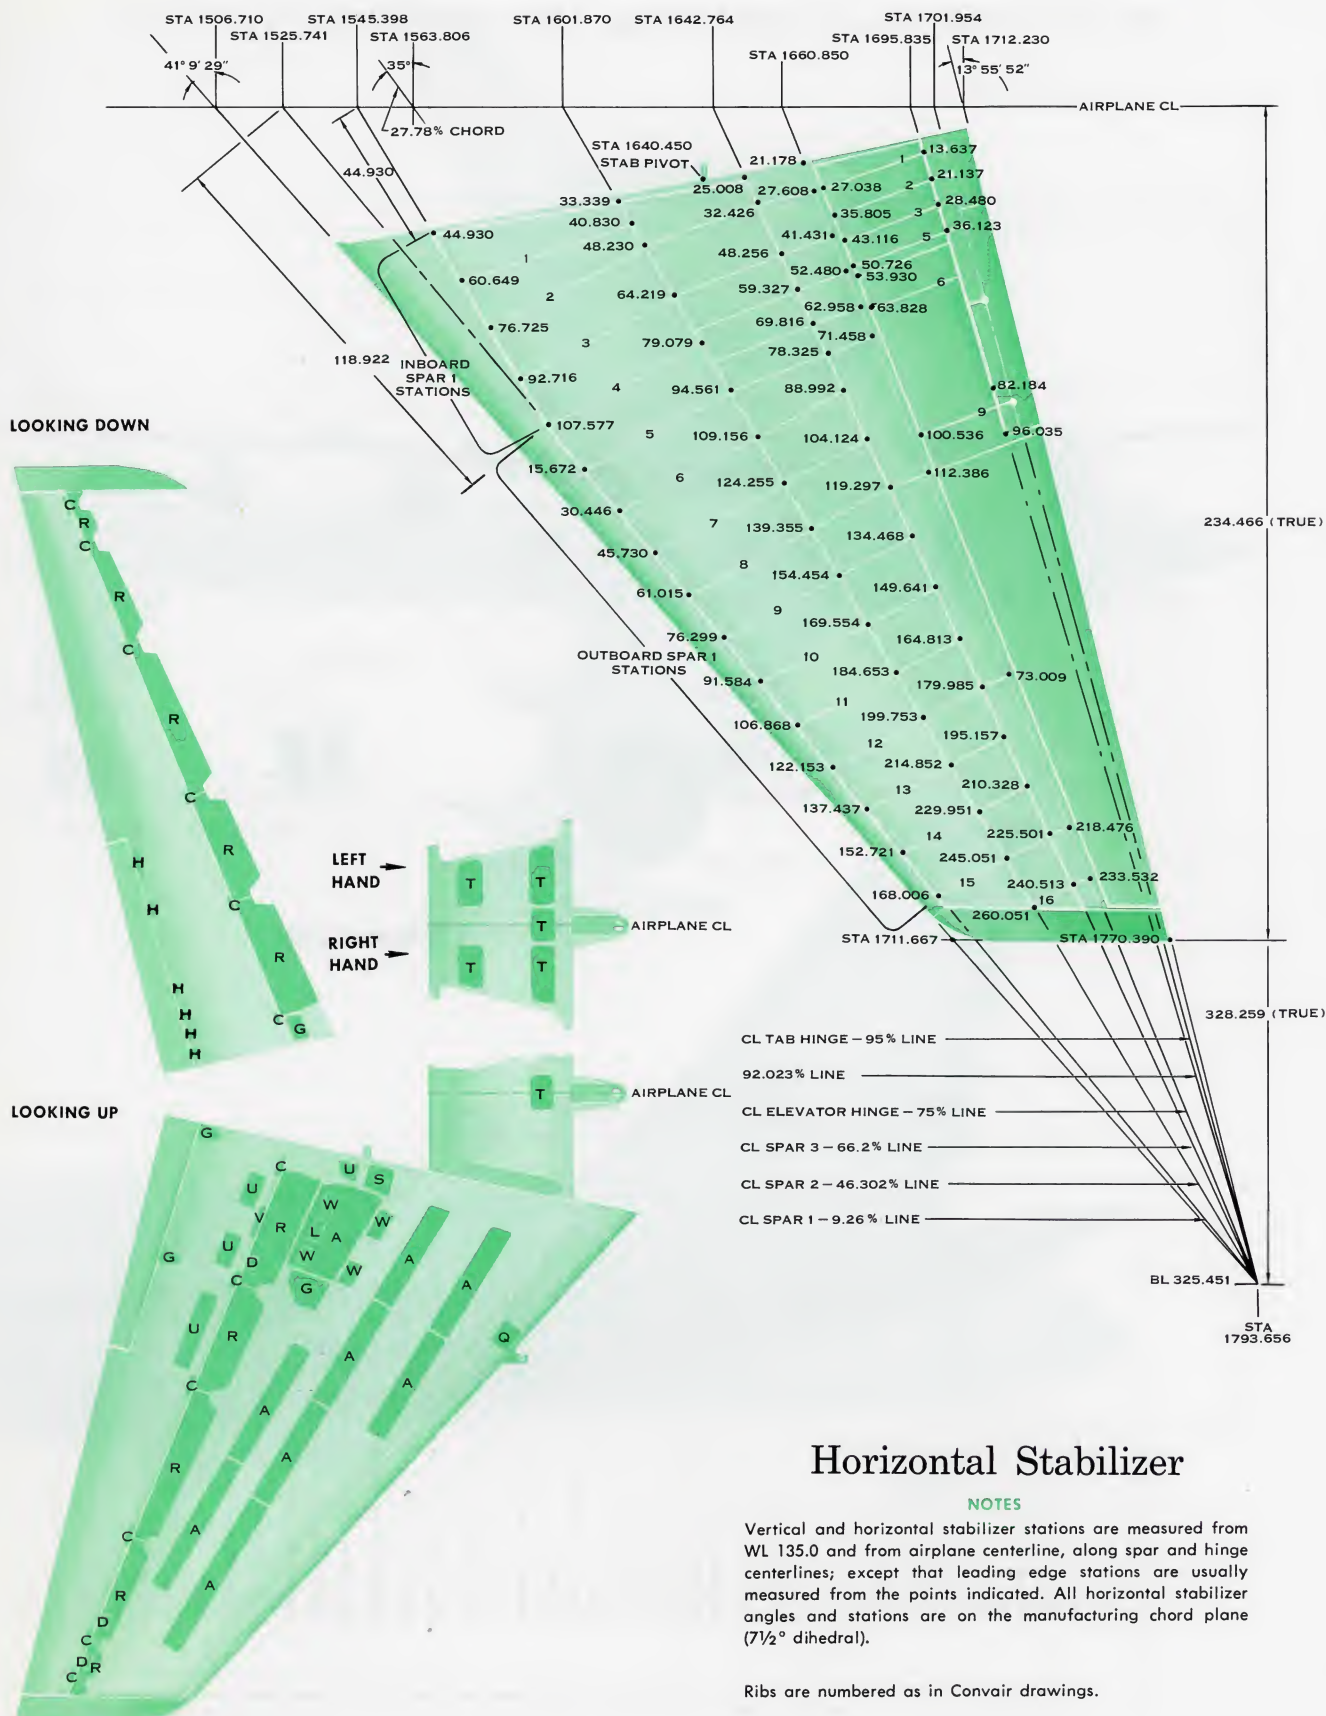 STA 1506.710
STA 1545.398
STA 1601.870
STA 1642.764
STA 1701.954
STA 1525.741
STA 1563.806
STA 1695.835
STA 1712.230
STA 1660.850
41° 9′ 29″
35°
13° 55′ 52″
AIRPLANE CL
27.78% CHORD
STA 1640.450
STAB PIVOT
44.930
118.922
INBOARD
SPAR 1
STATIONS
21.178
1
13.637
25.008
27.608
27.038
2
21.137
33.339
32.426
35.805
3
28.480
40.830
41.431
43.116
5
36.123
44.930
48.230
48.256
50.726
1
52.480
53.930
60.649
2
64.219
59.327
6
62.958
63.828
76.725
69.816
71.458
3
79.079
78.325
92.716
4
94.561
88.992
82.184
9
107.577
5
109.156
104.124
100.536
96.035
15.672
6
124.255
119.297
112.386
30.446
7
139.355
134.468
234.466 (TRUE)
45.730
8
154.454
149.641
61.015
9
169.554
164.813
76.299
OUTBOARD SPAR 1
STATIONS
10
184.653
179.985
73.009
91.584
11
199.753
195.157
106.868
12
214.852
210.328
122.153
13
229.951
225.501
218.476
137.437
14
245.051
240.513
233.532
152.721
15
16
168.006
260.051
STA 1711.667
STA 1770.390
328.259 (TRUE)
CL TAB HINGE – 95% LINE
92.023% LINE
CL ELEVATOR HINGE – 75% LINE
CL SPAR 3 – 66.2% LINE
CL SPAR 2 – 46.302% LINE
CL SPAR 1 – 9.26% LINE
BL 325.451
STA
1793.656
LOOKING DOWN
C
R
C
R
C
R
C
R
C
R
C
G
H
H
H
H
H
H
LEFT
HAND
T
T
T
AIRPLANE CL
RIGHT
HAND
T
T
T
AIRPLANE CL
LOOKING UP
G
C
U
S
U
W
V
R
L
A
W
U
D
W
W
A
G
C
G
A
U
R
Q
A
C
A
A
R
A
C
A
R
A
D
C
D
R
C
Horizontal Stabilizer
NOTES
Vertical and horizontal stabilizer stations are measured from
WL 135.0 and from airplane centerline, along spar and hinge
centerlines; except that leading edge stations are usually
measured from the points indicated. All horizontal stabilizer
angles and stations are on the manufacturing chord plane
(7½° dihedral).
Ribs are numbered as in Convair drawings.